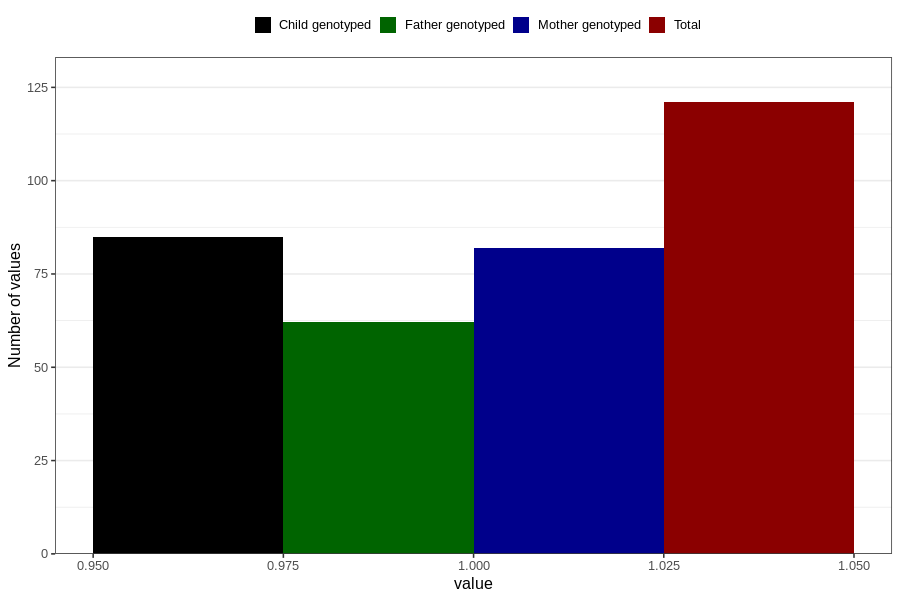 Child genotyped Father genotyped Mother genotyped Total
125
100
75
50
25
0
Number of values
0.950 0.975 1.000 1.025 1.050
value